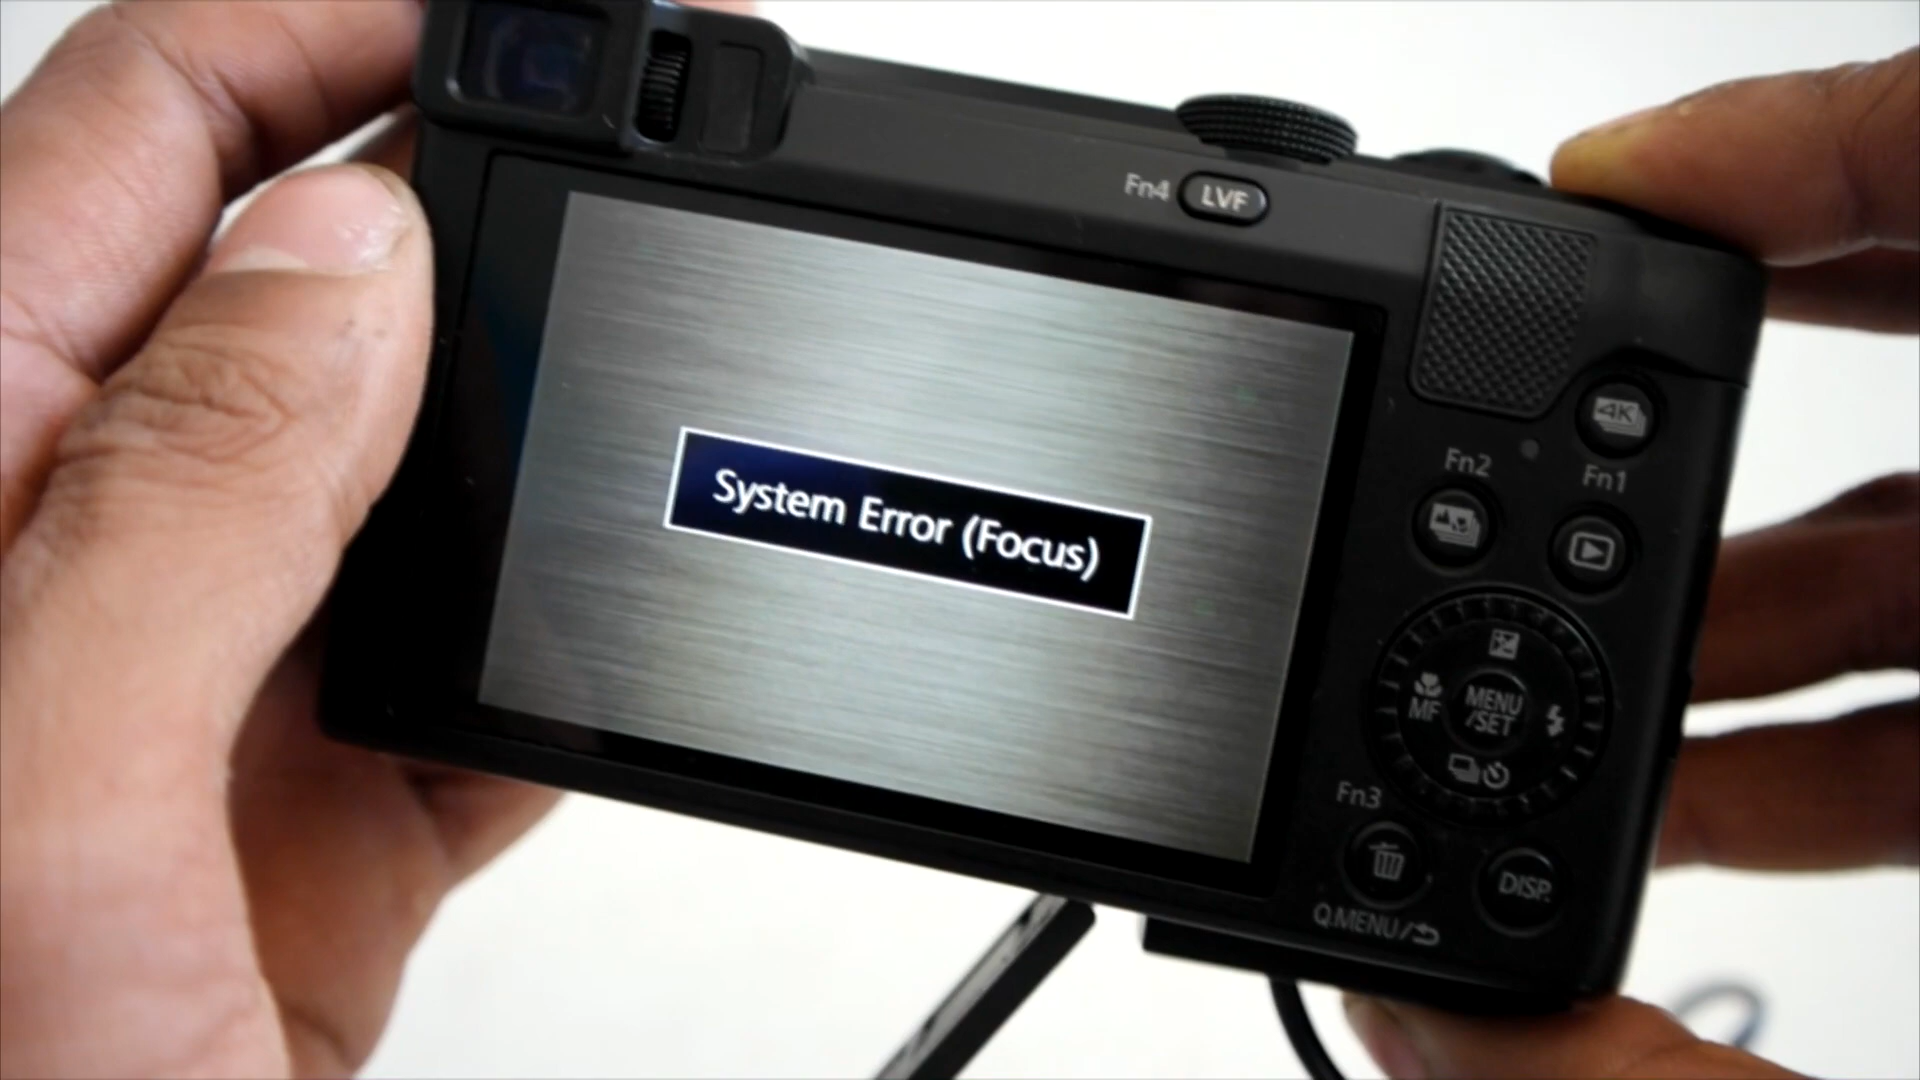 Fn4 LVF
System Error (Focus)
4K
Fn2
Fn1
MF
MENU
/SET
Fn3
DISP.
Q.MENU/